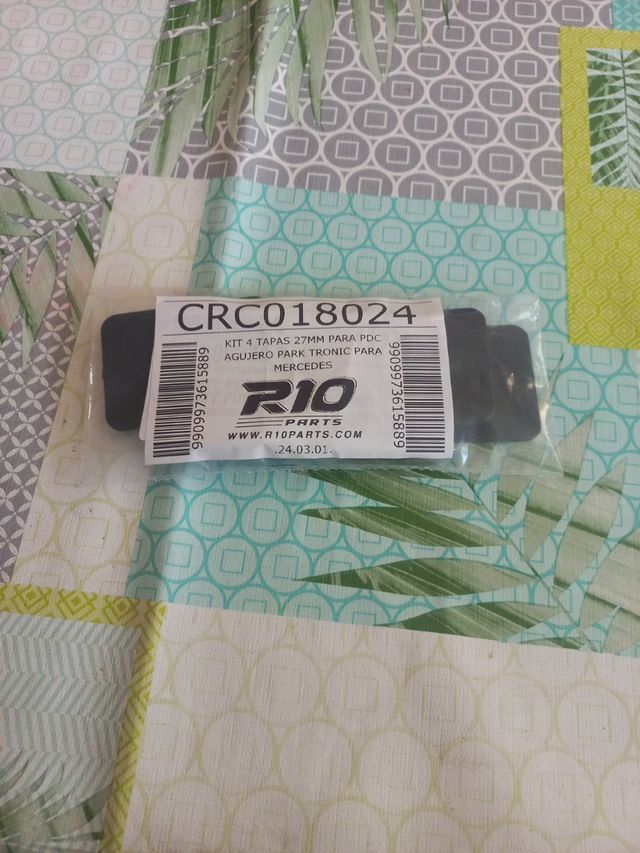 CRC018024
KIT 4 TAPAS 27MM PARA PDC
AGUJERO PARK TRONIC PARA
MERCEDES
R10
PARTS
WWW.R10PARTS.COM
.24.03.01.
9909973615889
9909973615889